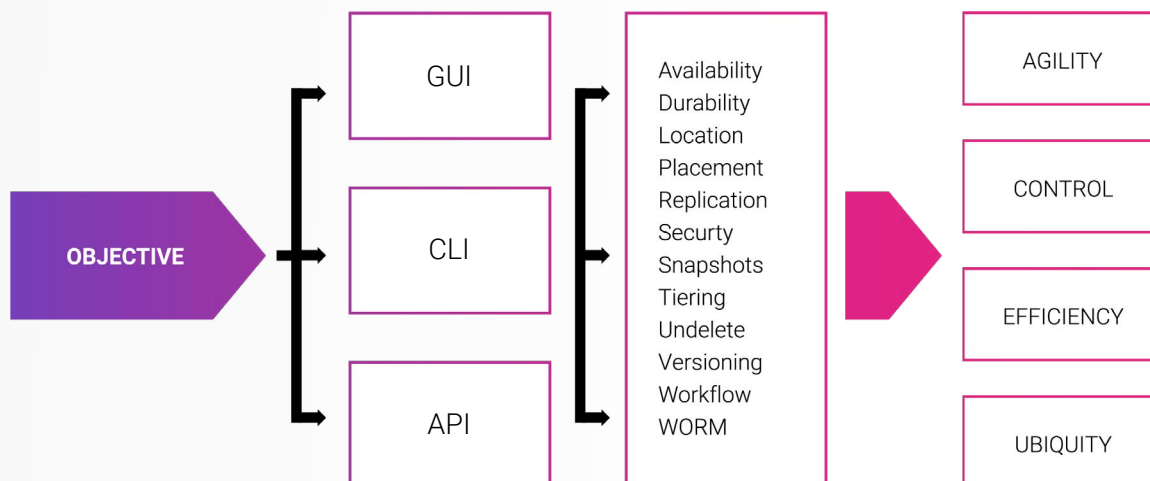 OBJECTIVE
GUI
CLI
API
Availability
Durability
Location
Placement
Replication
Securty
Snapshots
Tiering
Undelete
Versioning
Workflow
WORM
AGILITY
CONTROL
EFFICIENCY
UBIQUITY